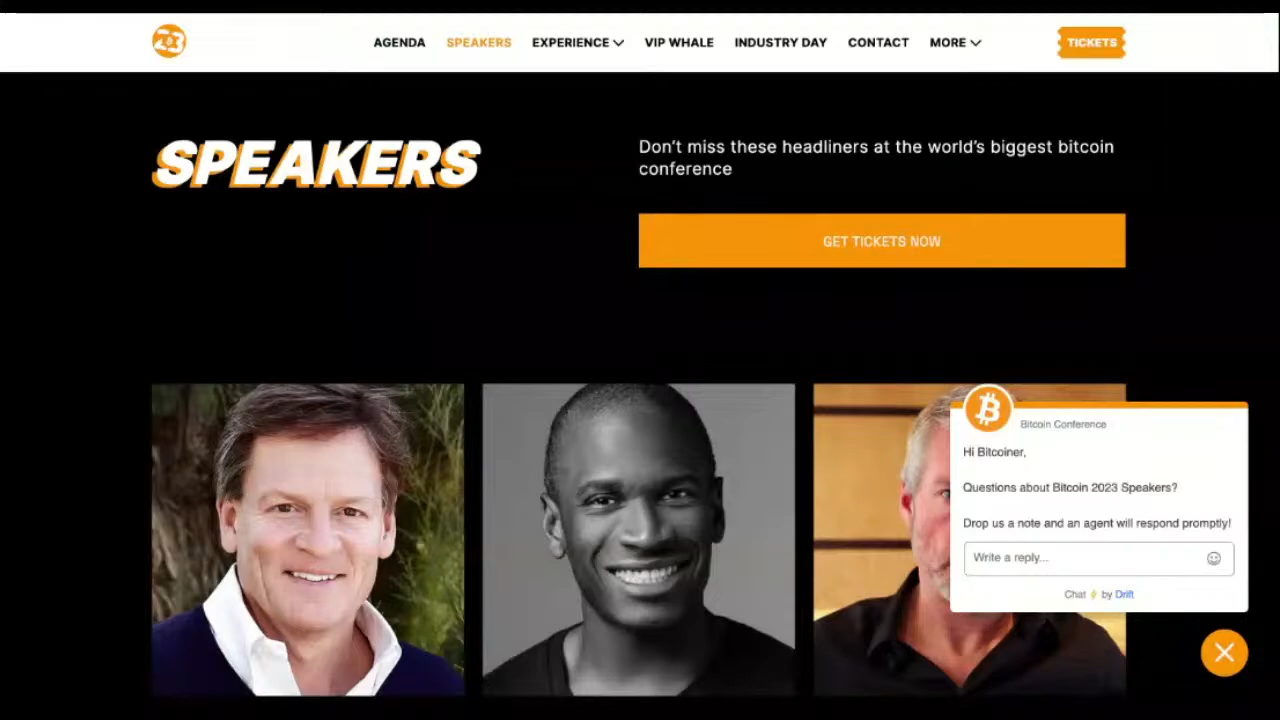 23
AGENDA SPEAKERS EXPERIENCE VIP WHALE INDUSTRY DAY CONTACT MORE TICKETS
SPEAKERS
Don't miss these headliners at the world's biggest bitcoin
conference
GET TICKETS NOW
Bitcoin Conference
Hi Bitcoiner,
Questions about Bitcoin 2023 Speakers?
Drop us a note and an agent will respond promptly!
Write a reply...
Chat by Drift